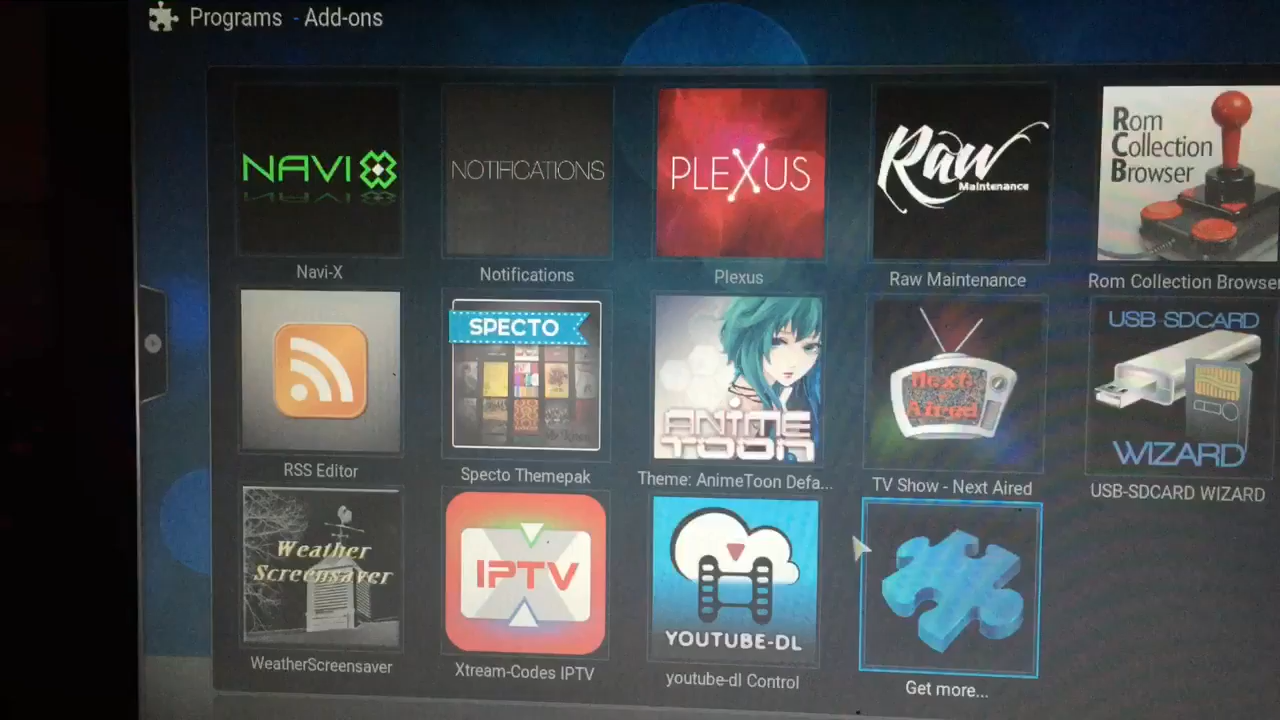 Programs - Add-ons
NAVI X
NOTIFICATIONS
PLEXUS
Raw
Maintenance
Rom
Collection
Browser
Navi-X
Notifications
Plexus
Raw Maintenance
Rom Collection Browser
SPECTO
ANIME
TOON
Next
Aired
USB-SDCARD
WIZARD
RSS Editor
Specto Themepak
Theme: AnimeToon Defa...
TV Show - Next Aired
USB-SDCARD WIZARD
Weather
Screensaver
IPTV
YOUTUBE-DL
WeatherScreensaver
Xtream-Codes IPTV
youtube-dl Control
Get more...